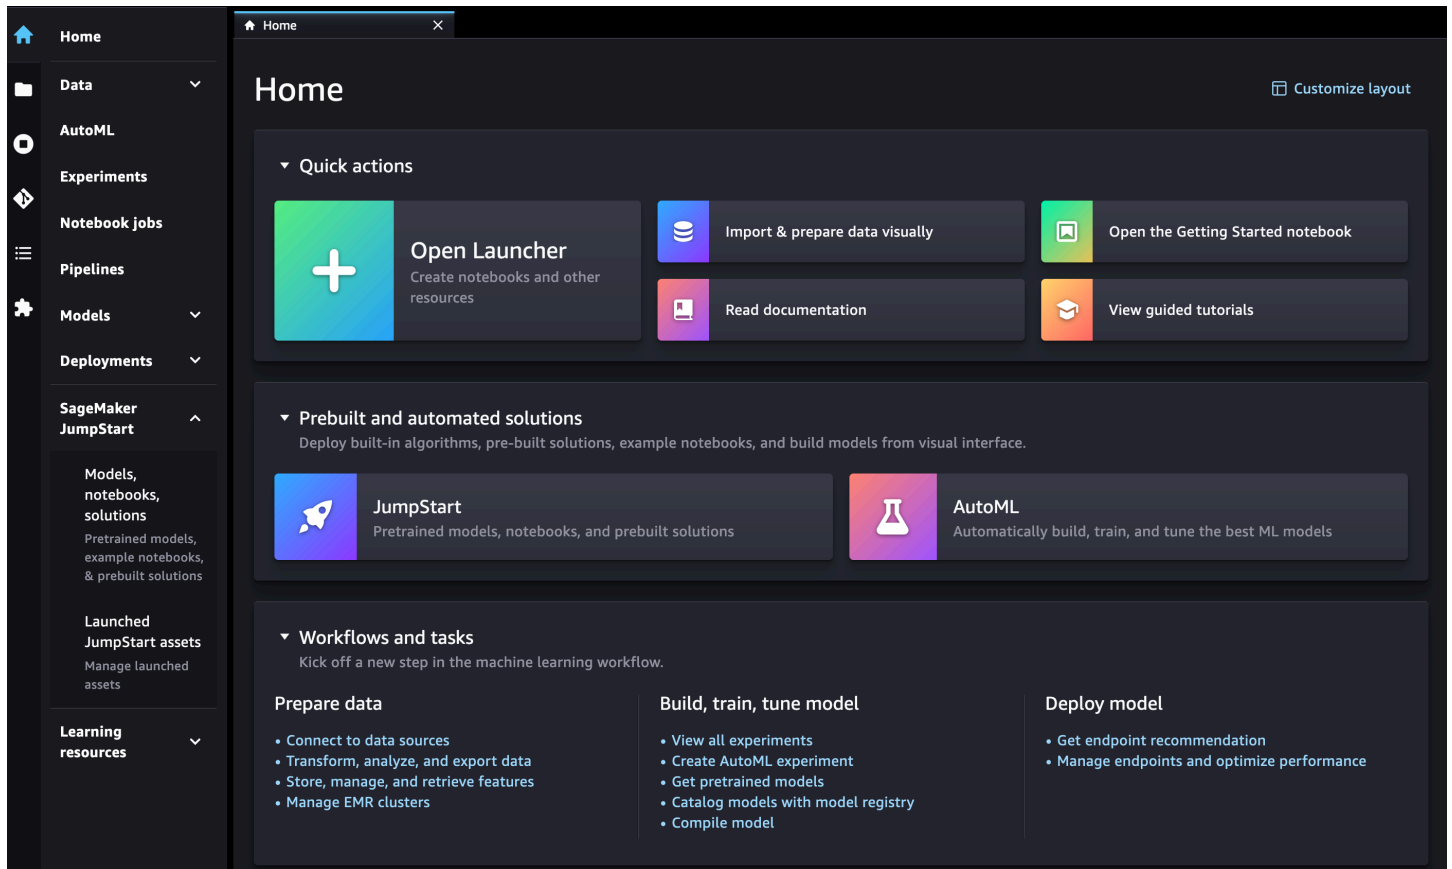 Home
Data
AutoML
Experiments
Notebook jobs
Pipelines
Models
Deployments
SageMaker
JumpStart
Models,
notebooks,
solutions
Pretrained models,
example notebooks,
& prebuilt solutions
Launched
JumpStart assets
Manage launched
assets
Learning
resources
Home
Home
Customize layout
Quick actions
Open Launcher
Create notebooks and other
resources
Import & prepare data visually
Open the Getting Started notebook
Read documentation
View guided tutorials
Prebuilt and automated solutions
Deploy built-in algorithms, pre-built solutions, example notebooks, and build models from visual interface.
JumpStart
Pretrained models, notebooks, and prebuilt solutions
AutoML
Automatically build, train, and tune the best ML models
Workflows and tasks
Kick off a new step in the machine learning workflow.
Prepare data
• Connect to data sources
• Transform, analyze, and export data
• Store, manage, and retrieve features
• Manage EMR clusters
Build, train, tune model
• View all experiments
• Create AutoML experiment
• Get pretrained models
• Catalog models with model registry
• Compile model
Deploy model
• Get endpoint recommendation
• Manage endpoints and optimize performance